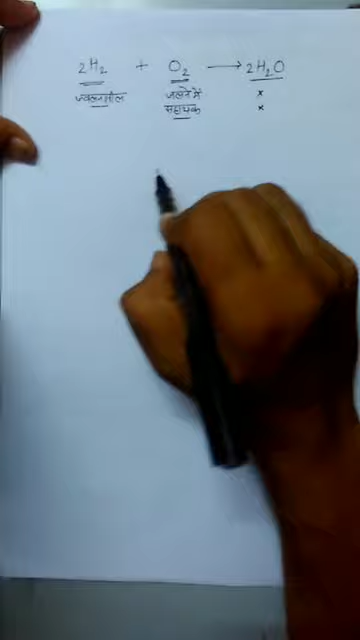 2H₂ + O₂ → 2H₂O
ज्वलनशील जलने में ×
सहायक ×